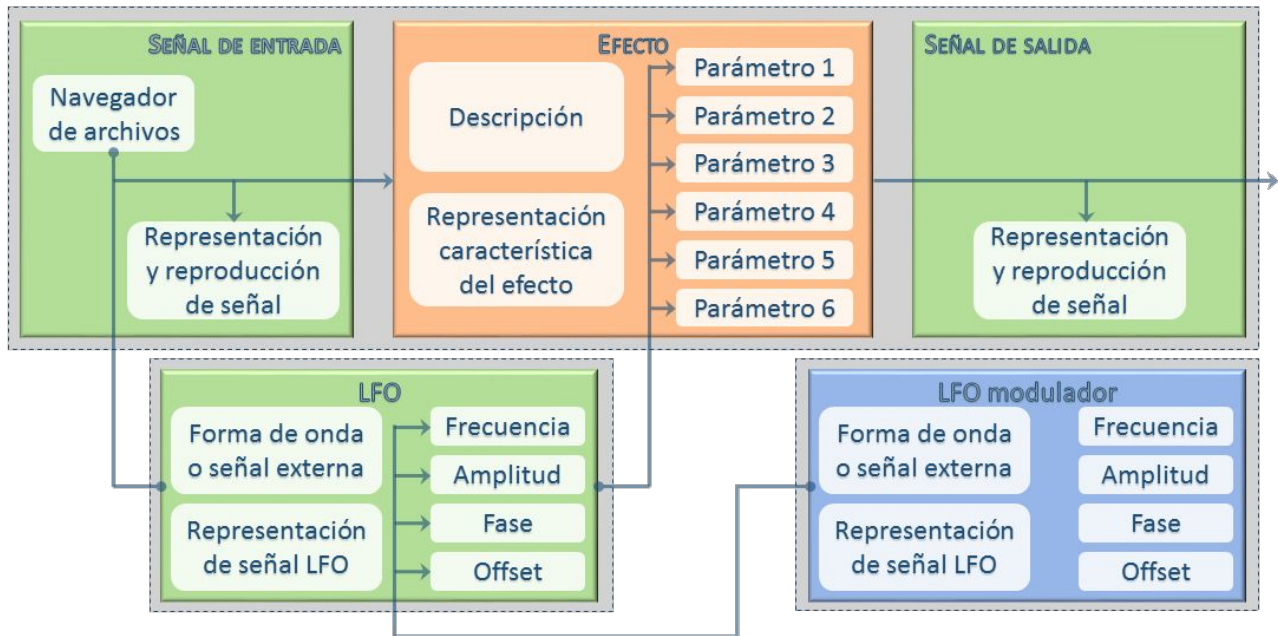 SEÑAL DE ENTRADA
Navegador
de archivos
Representación
y reproducción
de señal
EFECTO
Descripción
Representación
característica
del efecto
Parámetro 1
Parámetro 2
Parámetro 3
Parámetro 4
Parámetro 5
Parámetro 6
SEÑAL DE SALIDA
Representación
y reproducción
de señal
LFO
Forma de onda
o señal externa
Representación
de señal LFO
Frecuencia
Amplitud
Fase
Offset
LFO modulador
Forma de onda
o señal externa
Representación
de señal LFO
Frecuencia
Amplitud
Fase
Offset